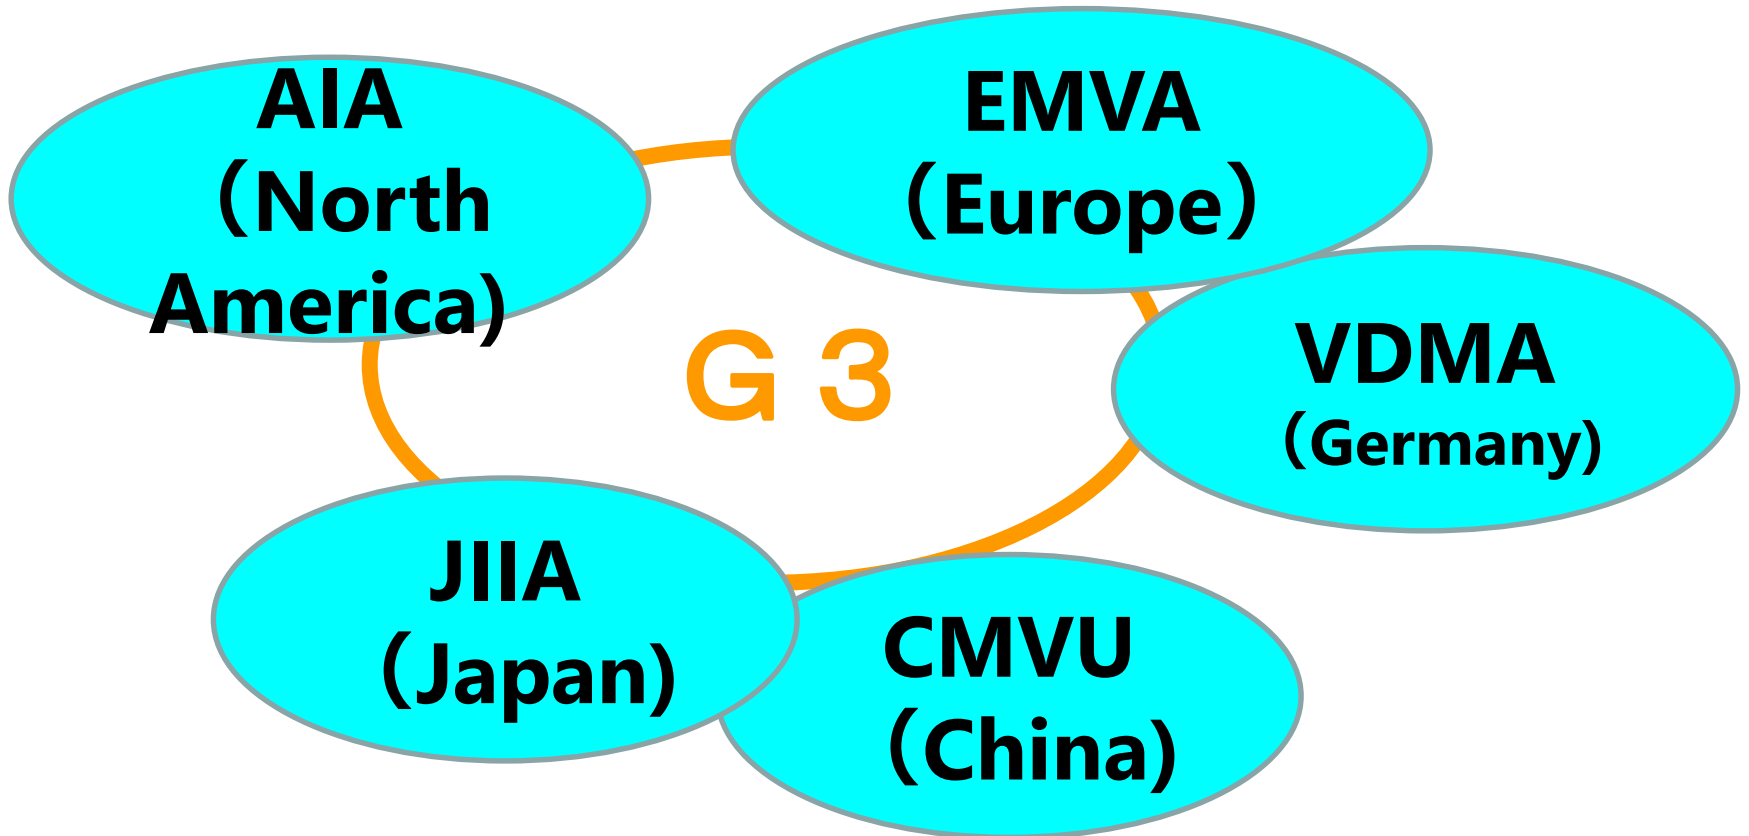 AIA
（North
America)
EMVA
（Europe）
G 3
VDMA
（Germany)
JIIA
（Japan)
CMVU
（China)